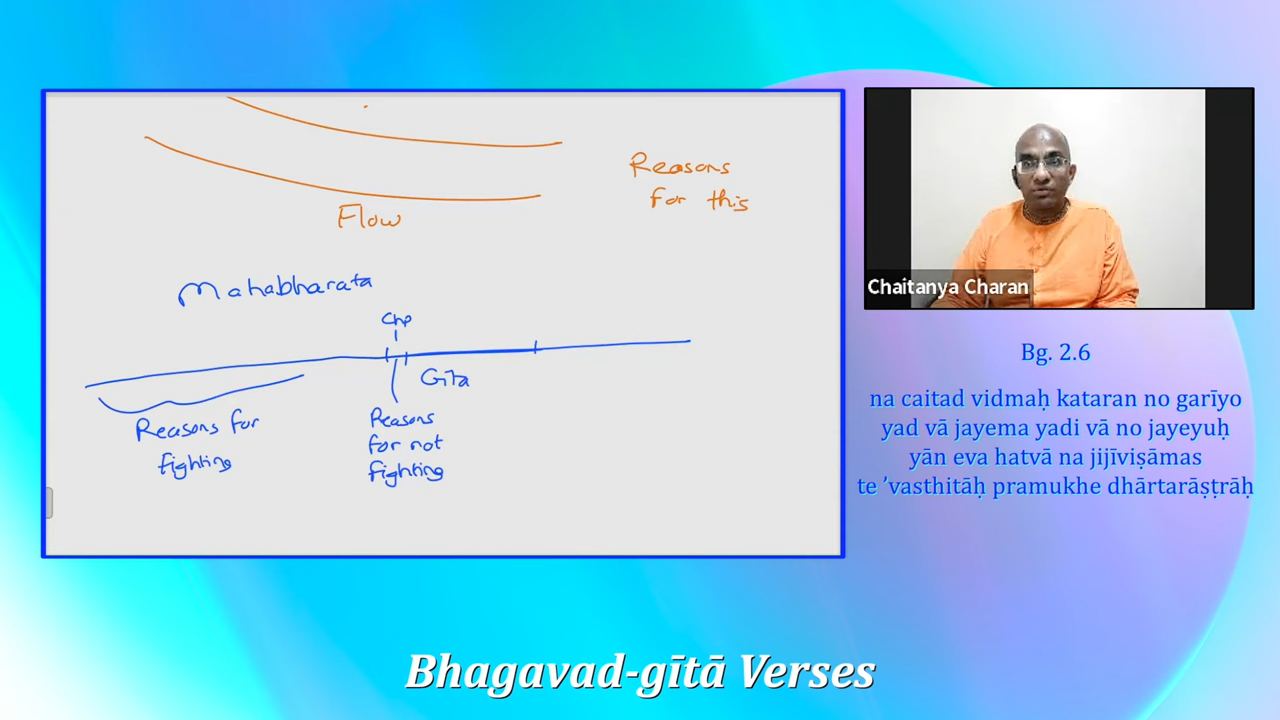 Reasons
for this
Flow
Mahabharata
Chp
1
Gita
Reasons for
fighting
Reasons
for not
fighting
Chaitanya Charan
Bg. 2.6
na caitad vidmaḥ kataran no garīyo
yad vā jayema yadi vā no jayeyuḥ
yān eva hatvā na jijīviṣāmas
te ’vasthitāḥ pramukhe dhārtarāṣṭrāḥ
Bhagavad-gītā Verses